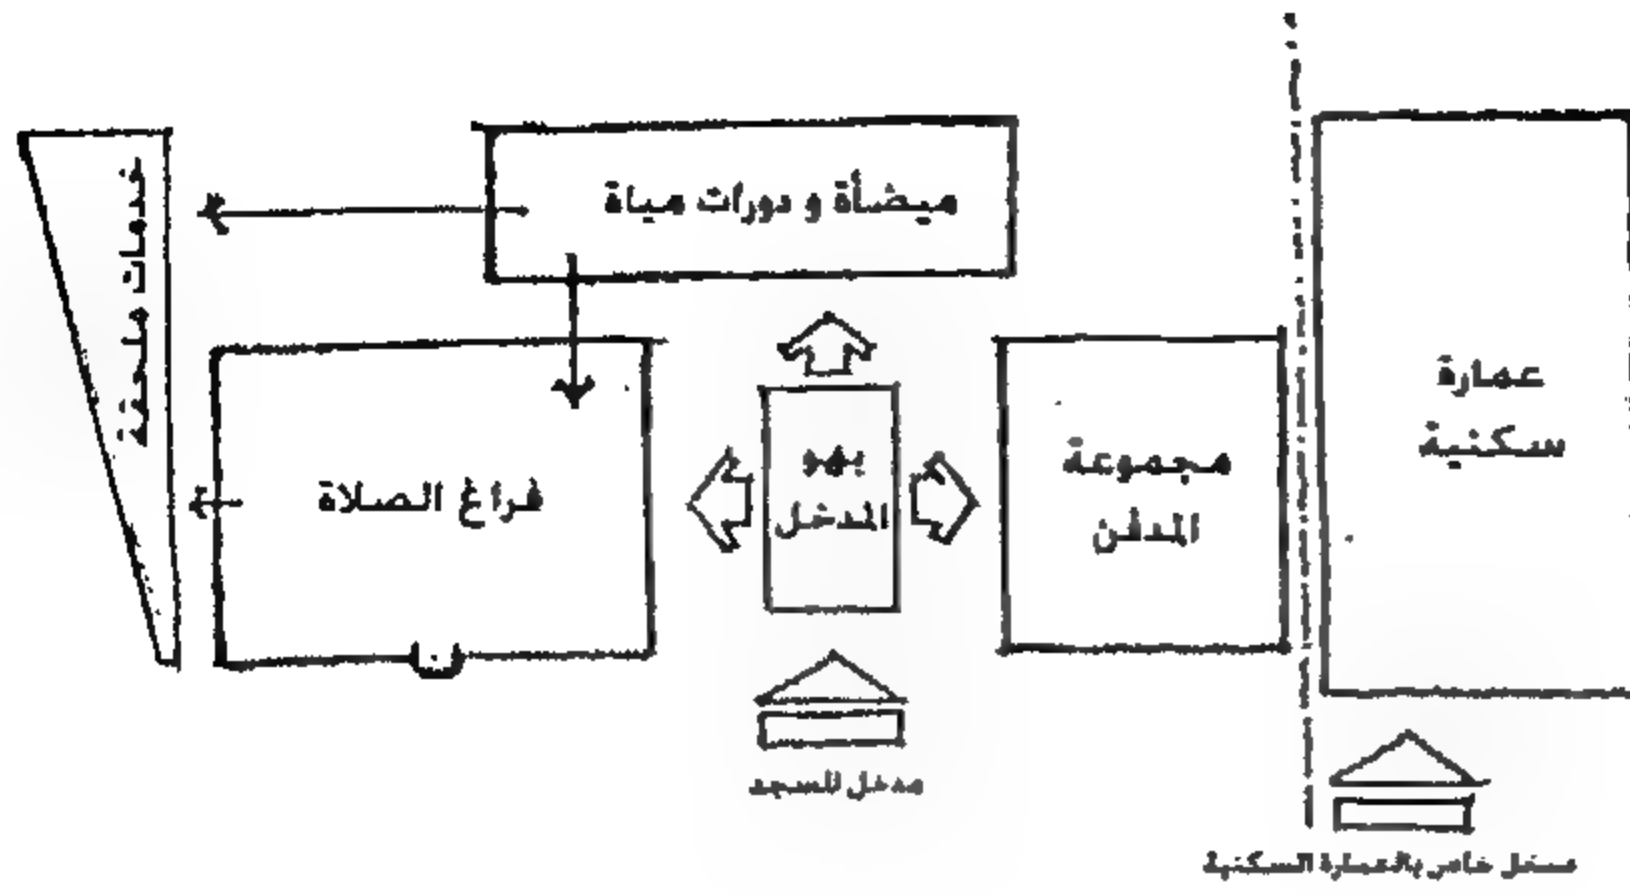 ميضأة و دورات مياة
خدمات ملحقة
عمارة
سكنية
مجموعة
المدفن
بهو
المدخل
فراغ الصلاة
مدخل المسجد
مدخل خاص بالعمارة السكنية